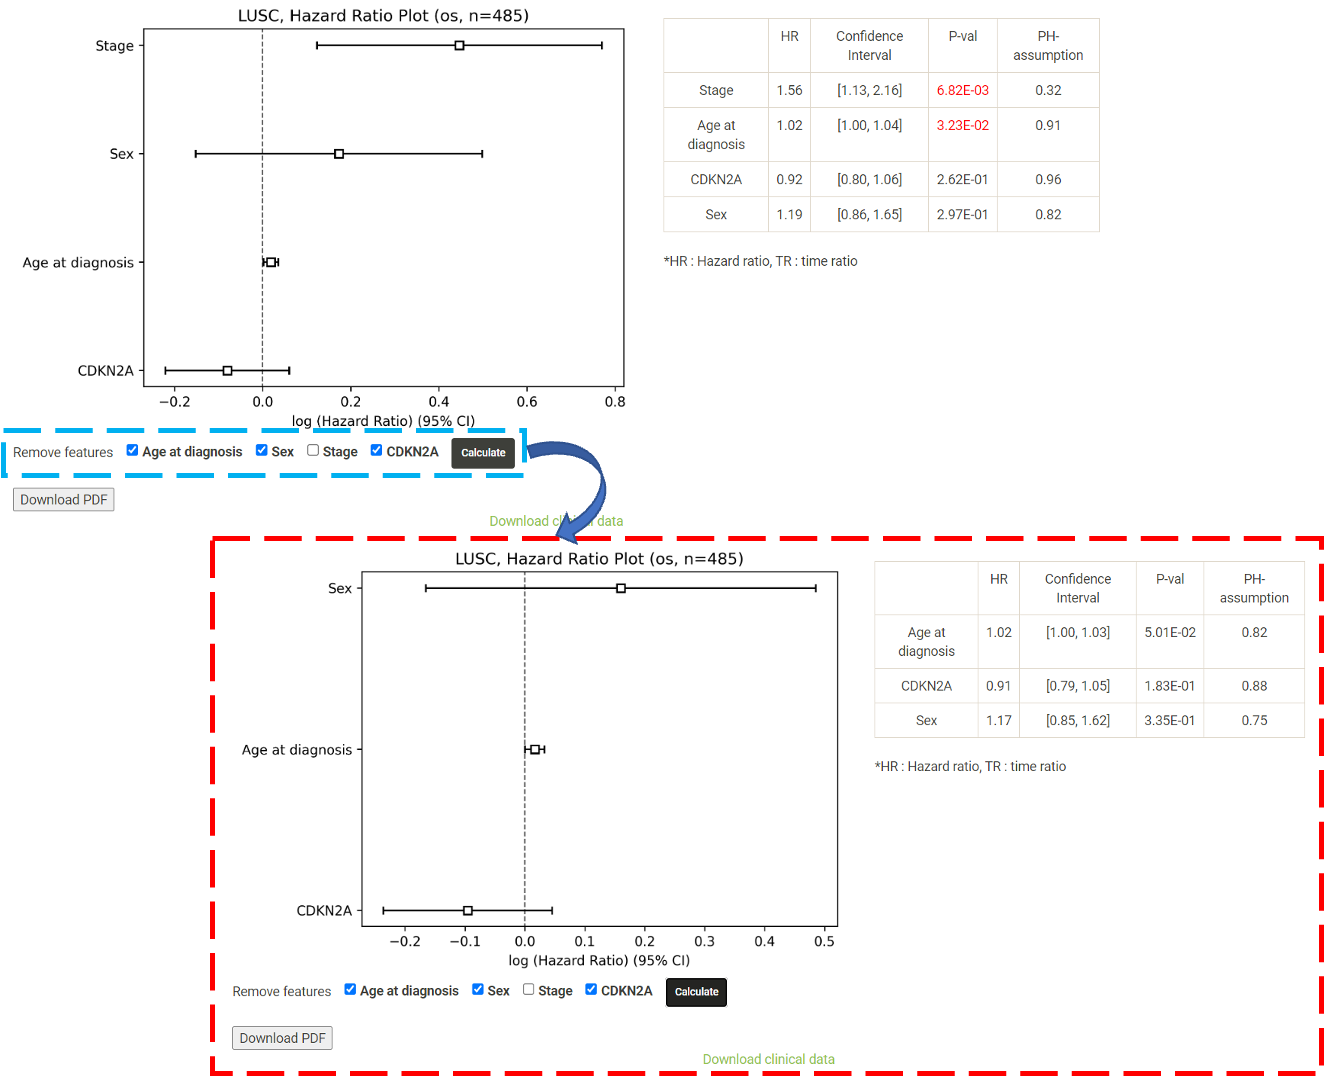 LUSC, Hazard Ratio Plot (os, n=485)
Stage
Sex
Age at diagnosis
CDKN2A
−0.2 0.0 0.2 0.4 0.6 0.8
log (Hazard Ratio) (95% CI)
HR Confidence Interval P-val PH-assumption
Stage 1.56 [1.13, 2.16] 6.82E-03 0.32
Age at diagnosis 1.02 [1.00, 1.04] 3.23E-02 0.91
CDKN2A 0.92 [0.80, 1.06] 2.62E-01 0.96
Sex 1.19 [0.86, 1.65] 2.97E-01 0.82
*HR : Hazard ratio, TR : time ratio
Remove features Age at diagnosis Sex Stage CDKN2A Calculate
Download PDF
Download clinical data
LUSC, Hazard Ratio Plot (os, n=485)
Sex
Age at diagnosis
CDKN2A
−0.2 −0.1 0.0 0.1 0.2 0.3 0.4 0.5
log (Hazard Ratio) (95% CI)
HR Confidence Interval P-val PH-assumption
Age at diagnosis 1.02 [1.00, 1.03] 5.01E-02 0.82
CDKN2A 0.91 [0.79, 1.05] 1.83E-01 0.88
Sex 1.17 [0.85, 1.62] 3.35E-01 0.75
*HR : Hazard ratio, TR : time ratio
Remove features Age at diagnosis Sex Stage CDKN2A Calculate
Download PDF
Download clinical data